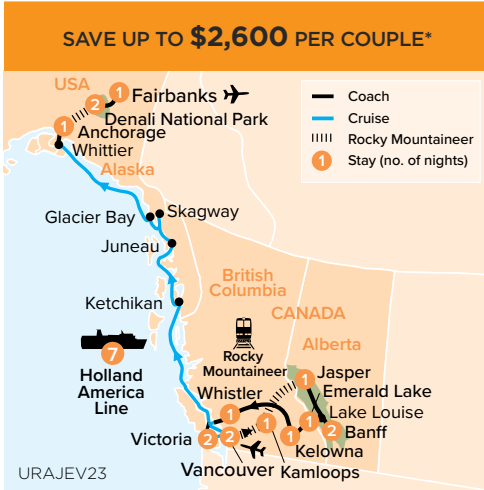 SAVE UP TO $2,600 PER COUPLE*
USA
1
Fairbanks
2
Denali National Park
1
Anchorage
Whittier
Alaska
Coach
Cruise
Rocky Mountaineer
1 Stay (no. of nights)
Glacier Bay
Skagway
Juneau
British
Columbia
Ketchikan
CANADA
Alberta
7
Holland
America
Line
Rocky
Mountaineer
1
Jasper
Emerald Lake
Whistler
1
Lake Louise
1
1
2
Banff
Victoria
2
2
1
Kelowna
Vancouver
Kamloops
URAJEV23